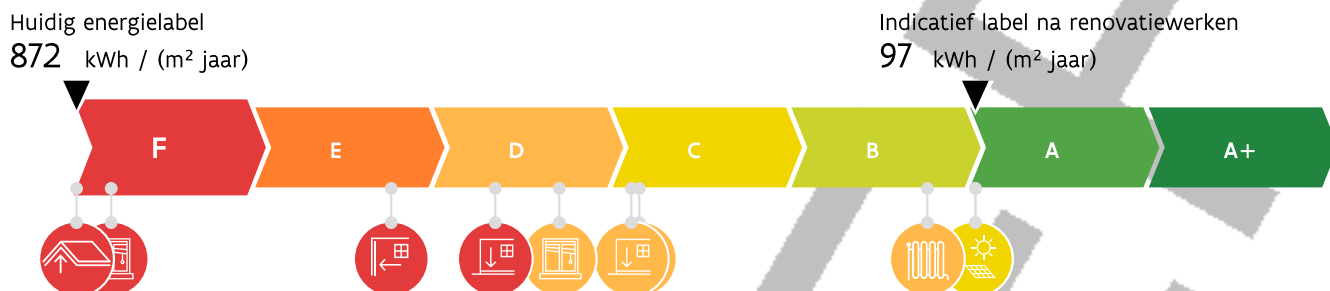 Huidig energielabel
872 kWh / (m² jaar)
Indicatief label na renovatiewerken
97 kWh / (m² jaar)
F
E
D
C
B
A
A+